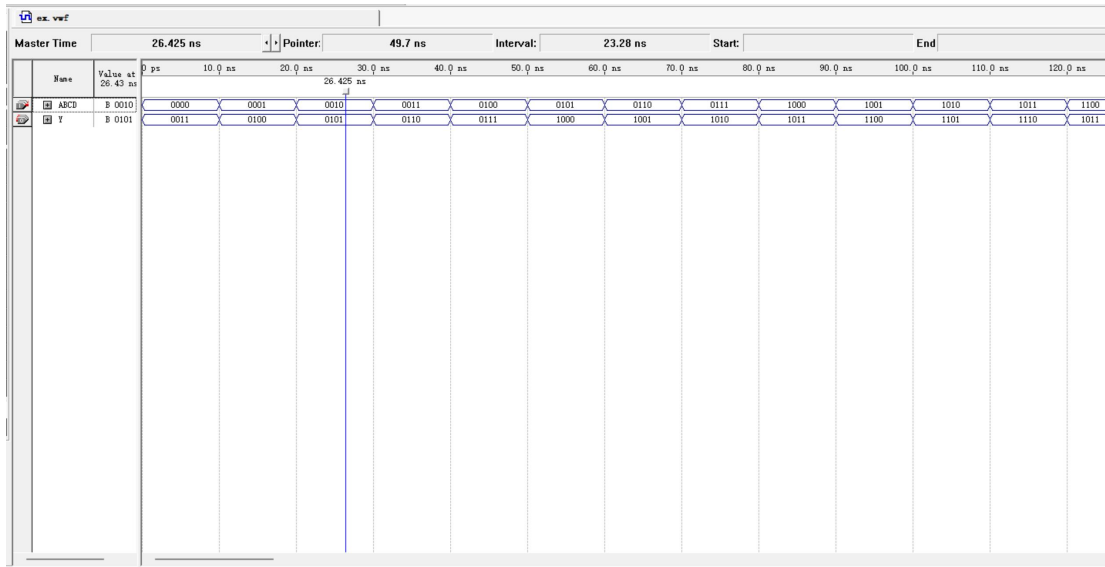 ex.vwf
Master Time 26.425 ns Pointer: 49.7 ns Interval: 23.28 ns Start: End
Name Value at 26.43 ns 0 ps 10.0 ns 20.0 ns 30.0 ns 40.0 ns 50.0 ns 60.0 ns 70.0 ns 80.0 ns 90.0 ns 100.0 ns 110.0 ns 120.0 ns
26.425 ns
ABCD B 0010 0000 0001 0010 0011 0100 0101 0110 0111 1000 1001 1010 1011 1100
Y B 0101 0011 0100 0101 0110 0111 1000 1001 1010 1011 1100 1101 1110 1011